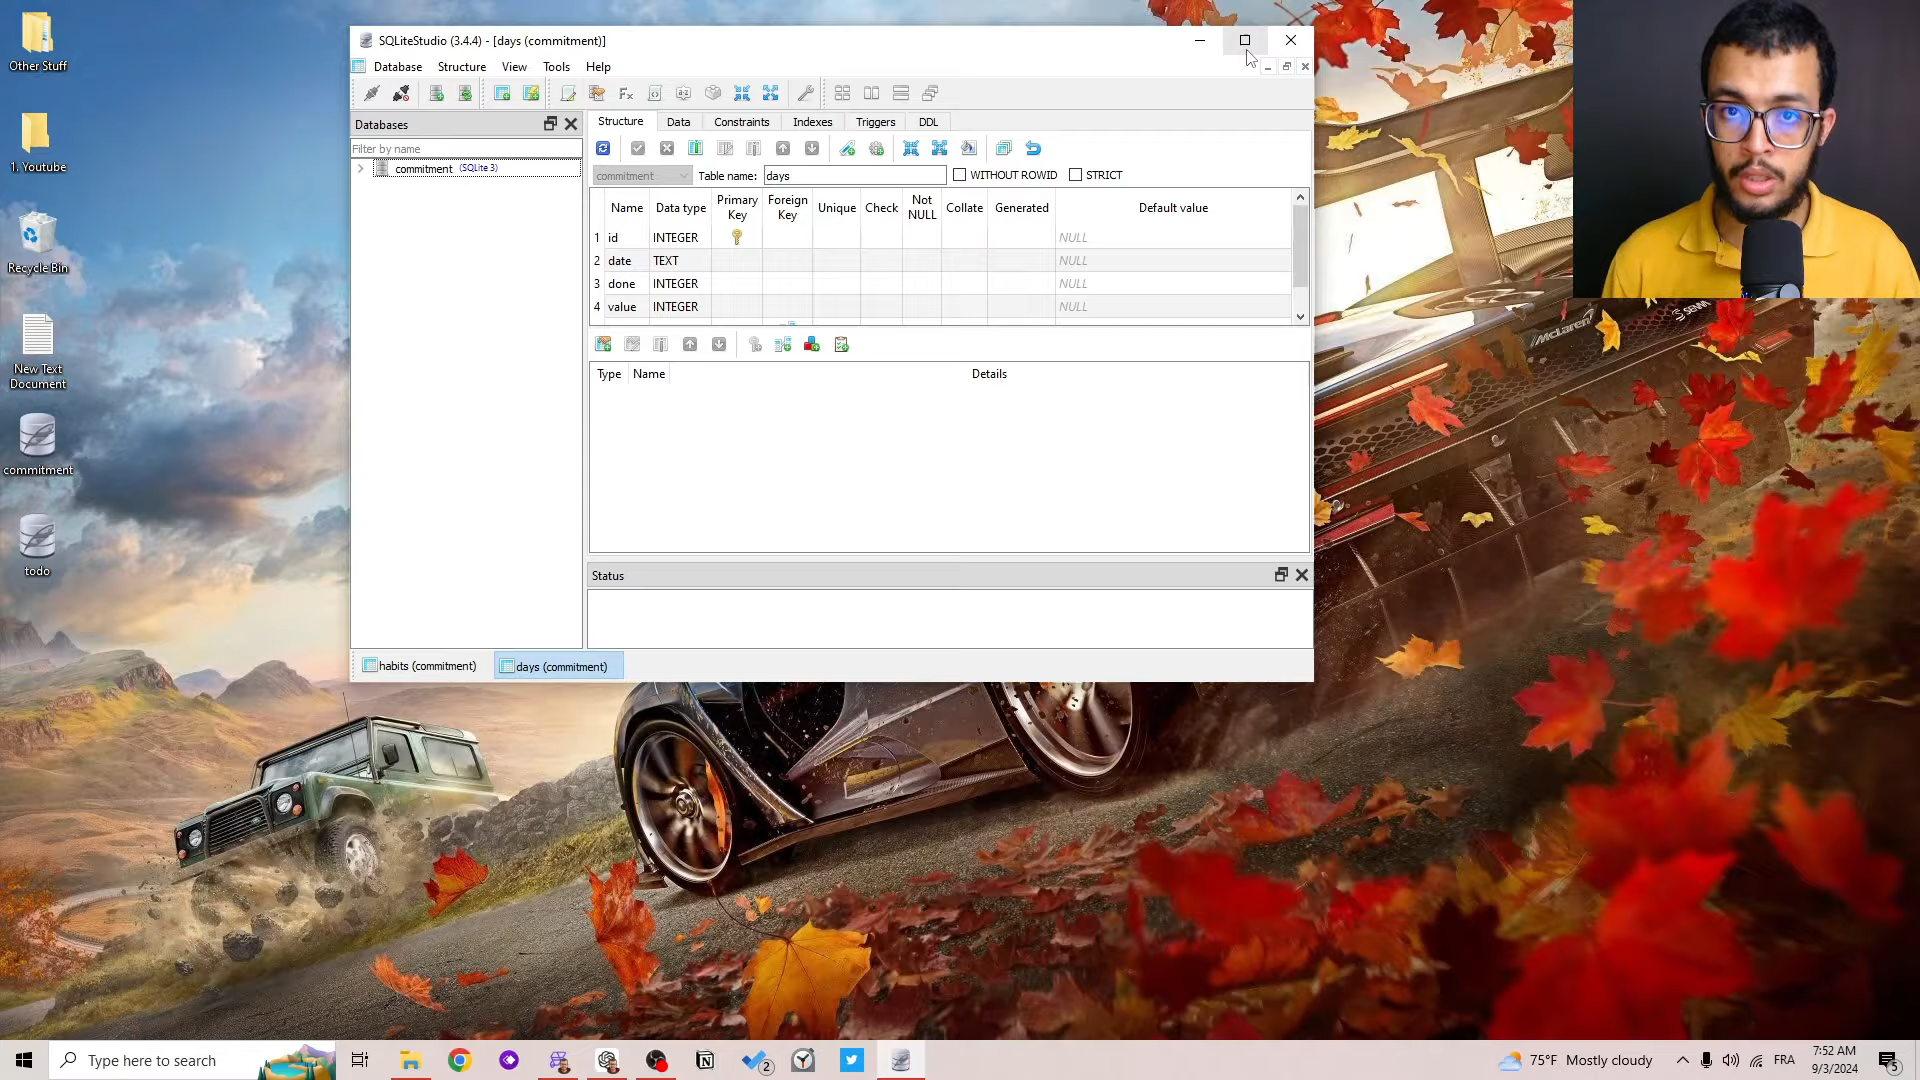 Other Stuff
1. Youtube
Recycle Bin
New Text
Document
commitment
todo
SQLiteStudio (3.4.4) - [days (commitment)]
Database Structure View Tools Help
Databases
Filter by name
commitment (SQLite 3)
Structure Data Constraints Indexes Triggers DDL
commitment Table name: days WITHOUT ROWID STRICT
Name Data type Primary Key Foreign Key Unique Check Not NULL Collate Generated Default value
1 id INTEGER NULL
2 date TEXT NULL
3 done INTEGER NULL
4 value INTEGER NULL
Type Name Details
Status
habits (commitment) days (commitment)
McLaren
SENNA
Type here to search
2
75°F Mostly cloudy
FRA
7:52 AM
9/3/2024
5